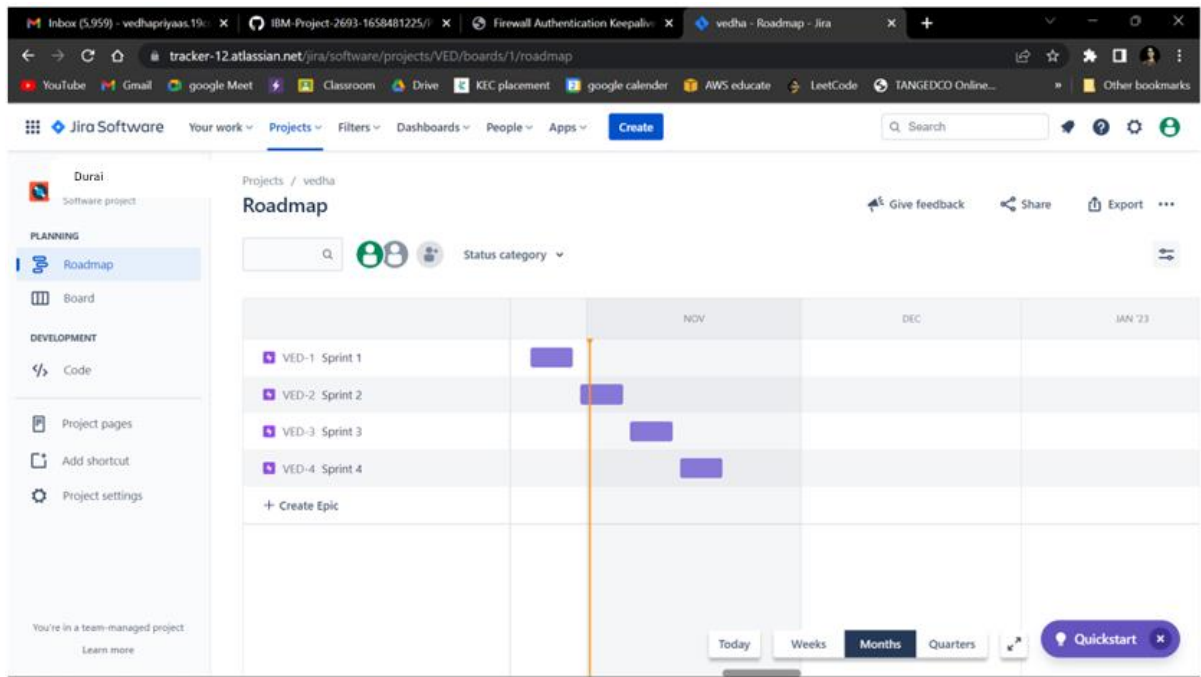 Inbox (5,959) - vedhapriyaas.19c
IBM-Project-2693-1658481225/
Firewall Authentication Keepaliv
vedha - Roadmap - Jira
tracker-12.atlassian.net/jira/software/projects/VED/boards/1/roadmap
YouTube Gmail google Meet Classroom Drive KEC placement google calender AWS educate LeetCode TANGEDCO Online... » Other bookmarks
Jira Software Your work Projects Filters Dashboards People Apps Create Search
Durai
Software project
PLANNING
Roadmap
Board
DEVELOPMENT
Code
Project pages
Add shortcut
Project settings
You're in a team-managed project
Learn more
Projects / vedha
Roadmap
Give feedback Share Export
Status category
NOV DEC JAN '23
VED-1 Sprint 1
VED-2 Sprint 2
VED-3 Sprint 3
VED-4 Sprint 4
+ Create Epic
Today Weeks Months Quarters
Quickstart